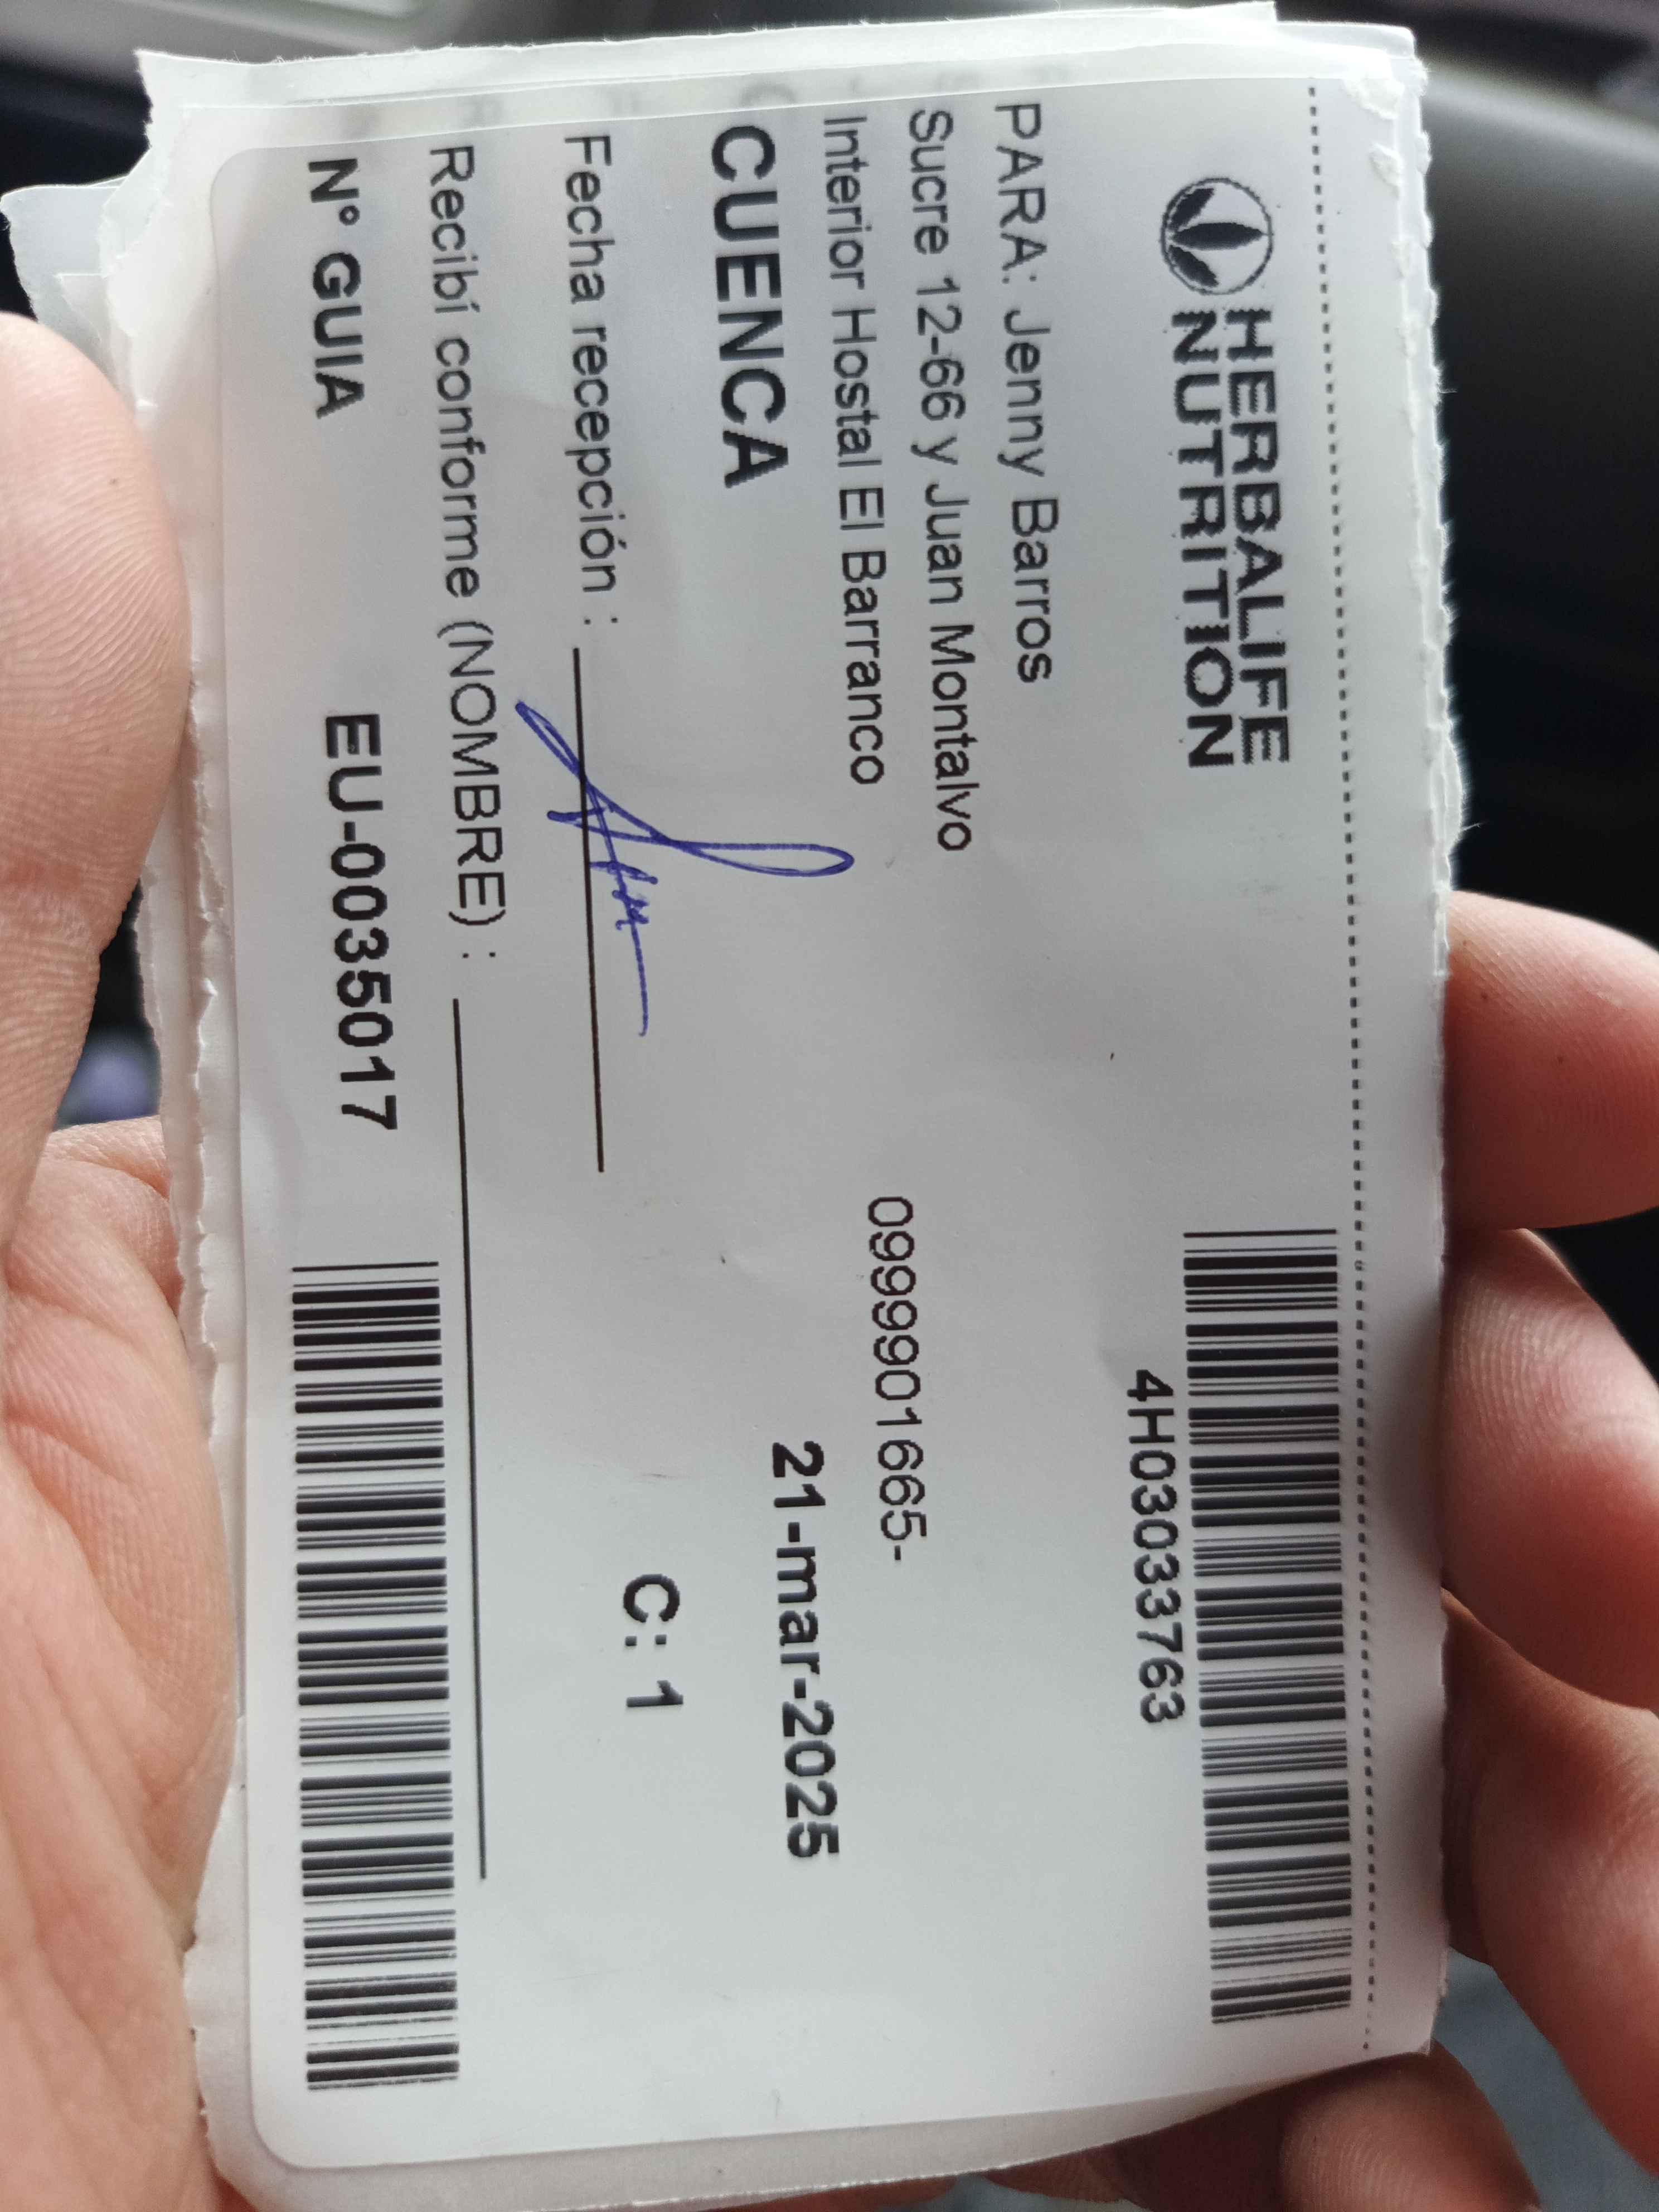 HERBALIFE
NUTRITION
4H03033763
PARA: Jenny Barros
Sucre 12-66 y Juan Montalvo
Interior Hostal El Barranco
0999901665-
CUENCA
21-mar-2025
Fecha recepción :
C: 1
Recibí conforme (NOMBRE) :
N° GUIA EU-0035017